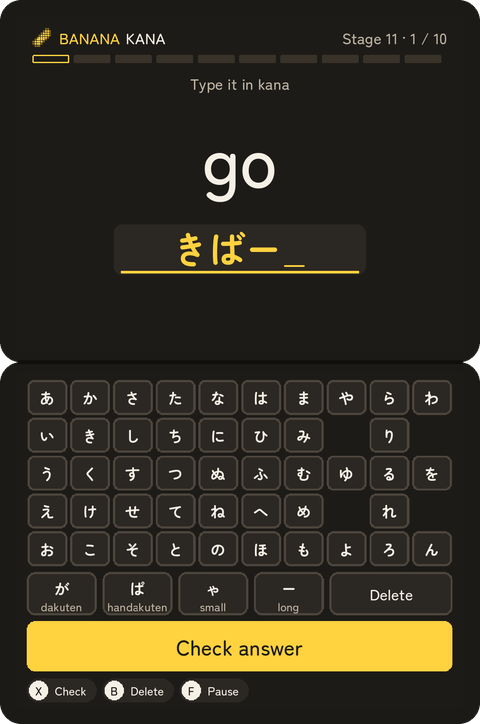 BANANA KANA
Stage 11 · 1 / 10
Type it in kana
go
きばー_
あ か さ た な は ま や ら わ
い き し ち に ひ み り
う く す つ ぬ ふ む ゆ る を
え け せ て ね へ め れ
お こ そ と の ほ も よ ろ ん
が ぱ ゃ ー Delete
dakuten handakuten small long
Check answer
X Check B Delete F Pause